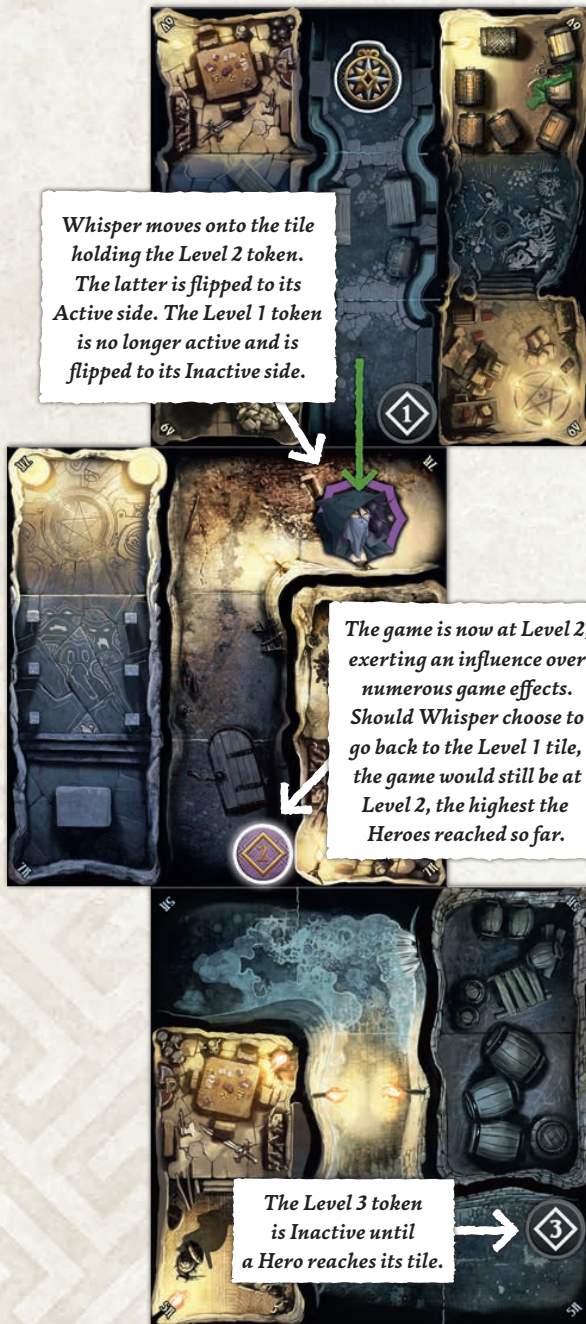 Whisper moves onto the tile
holding the Level 2 token.
The latter is flipped to its
Active side. The Level 1 token
is no longer active and is
flipped to its Inactive side.
1
The game is now at Level 2,
exerting an influence over
numerous game effects.
Should Whisper choose to
go back to the Level 1 tile,
the game would still be at
Level 2, the highest the
Heroes reached so far.
2
The Level 3 token
is Inactive until
a Hero reaches its tile.
3